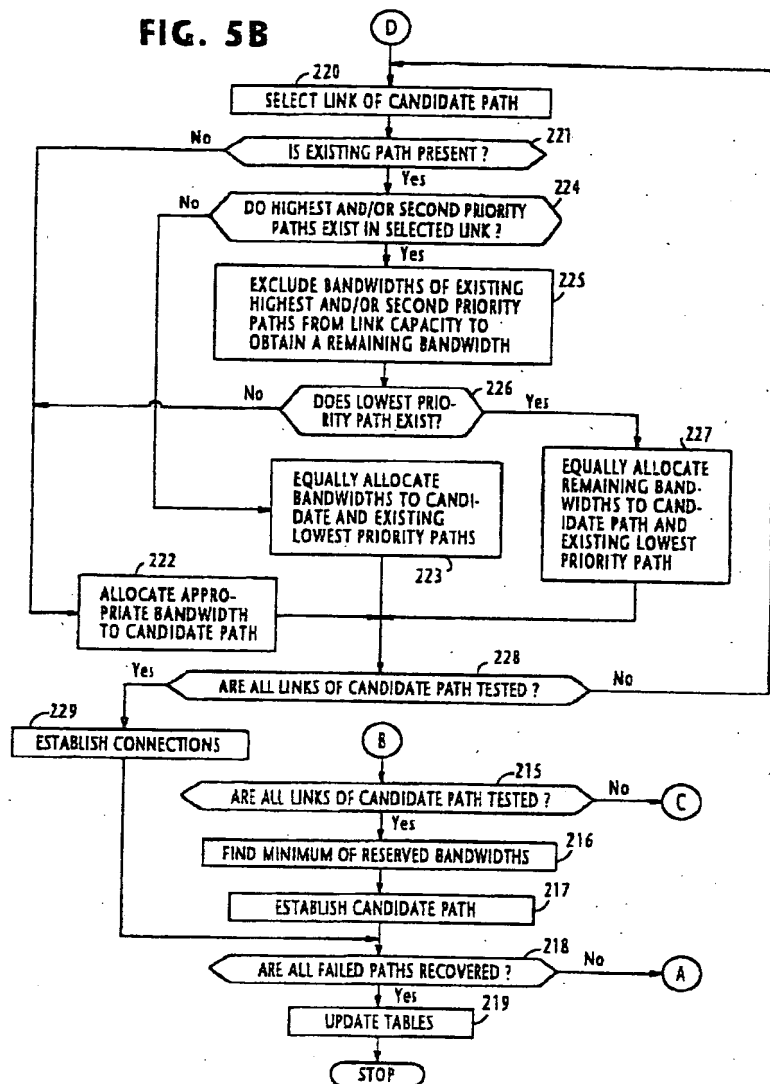 FIG. 5B
D
220
SELECT LINK OF CANDIDATE PATH
No
221
IS EXISTING PATH PRESENT ?
Yes
No
224
DO HIGHEST AND/OR SECOND PRIORITY
PATHS EXIST IN SELECTED LINK ?
Yes
225
EXCLUDE BANDWIDTHS OF EXISTING
HIGHEST AND/OR SECOND PRIORITY
PATHS FROM LINK CAPACITY TO
OBTAIN A REMAINING BANDWIDTH
No
226
DOES LOWEST PRIO-
RITY PATH EXIST?
Yes
227
EQUALLY ALLOCATE
REMAINING BAND-
WIDTHS TO CAND-
IDATE PATH AND
EXISTING LOWEST
PRIORITY PATH
EQUALLY ALLOCATE
BANDWIDTHS TO CANDI-
DATE AND EXISTING
LOWEST PRIORITY PATHS
223
222
ALLOCATE APPRO-
PRIATE BANDWIDTH
TO CANDIDATE PATH
Yes
228
ARE ALL LINKS OF CANDIDATE PATH TESTED ?
No
229
ESTABLISH CONNECTIONS
B
215
ARE ALL LINKS OF CANDIDATE PATH TESTED ?
No
C
Yes
FIND MINIMUM OF RESERVED BANDWIDTHS
216
ESTABLISH CANDIDATE PATH
217
218
ARE ALL FAILED PATHS RECOVERED ?
No
A
Yes
UPDATE TABLES
219
STOP